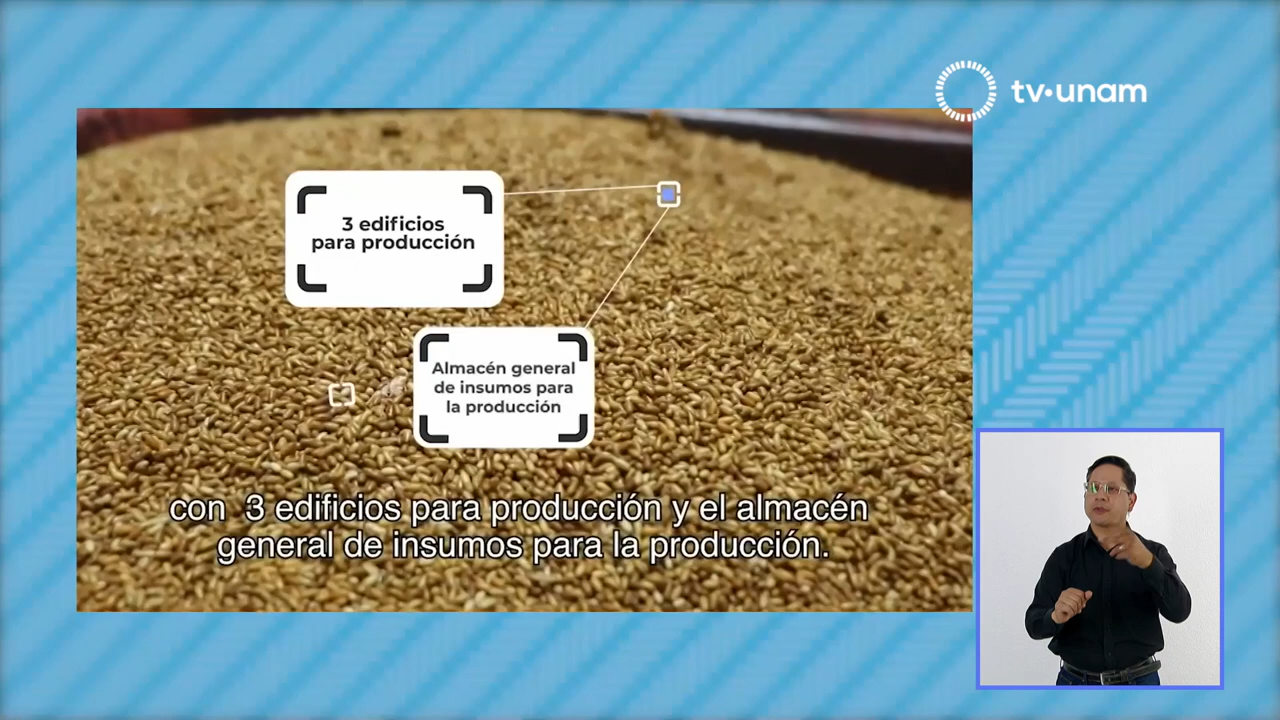 tv·unam
3 edificios
para producción
Almacén general
de insumos para
la producción
con 3 edificios para producción y el almacén
general de insumos para la producción.